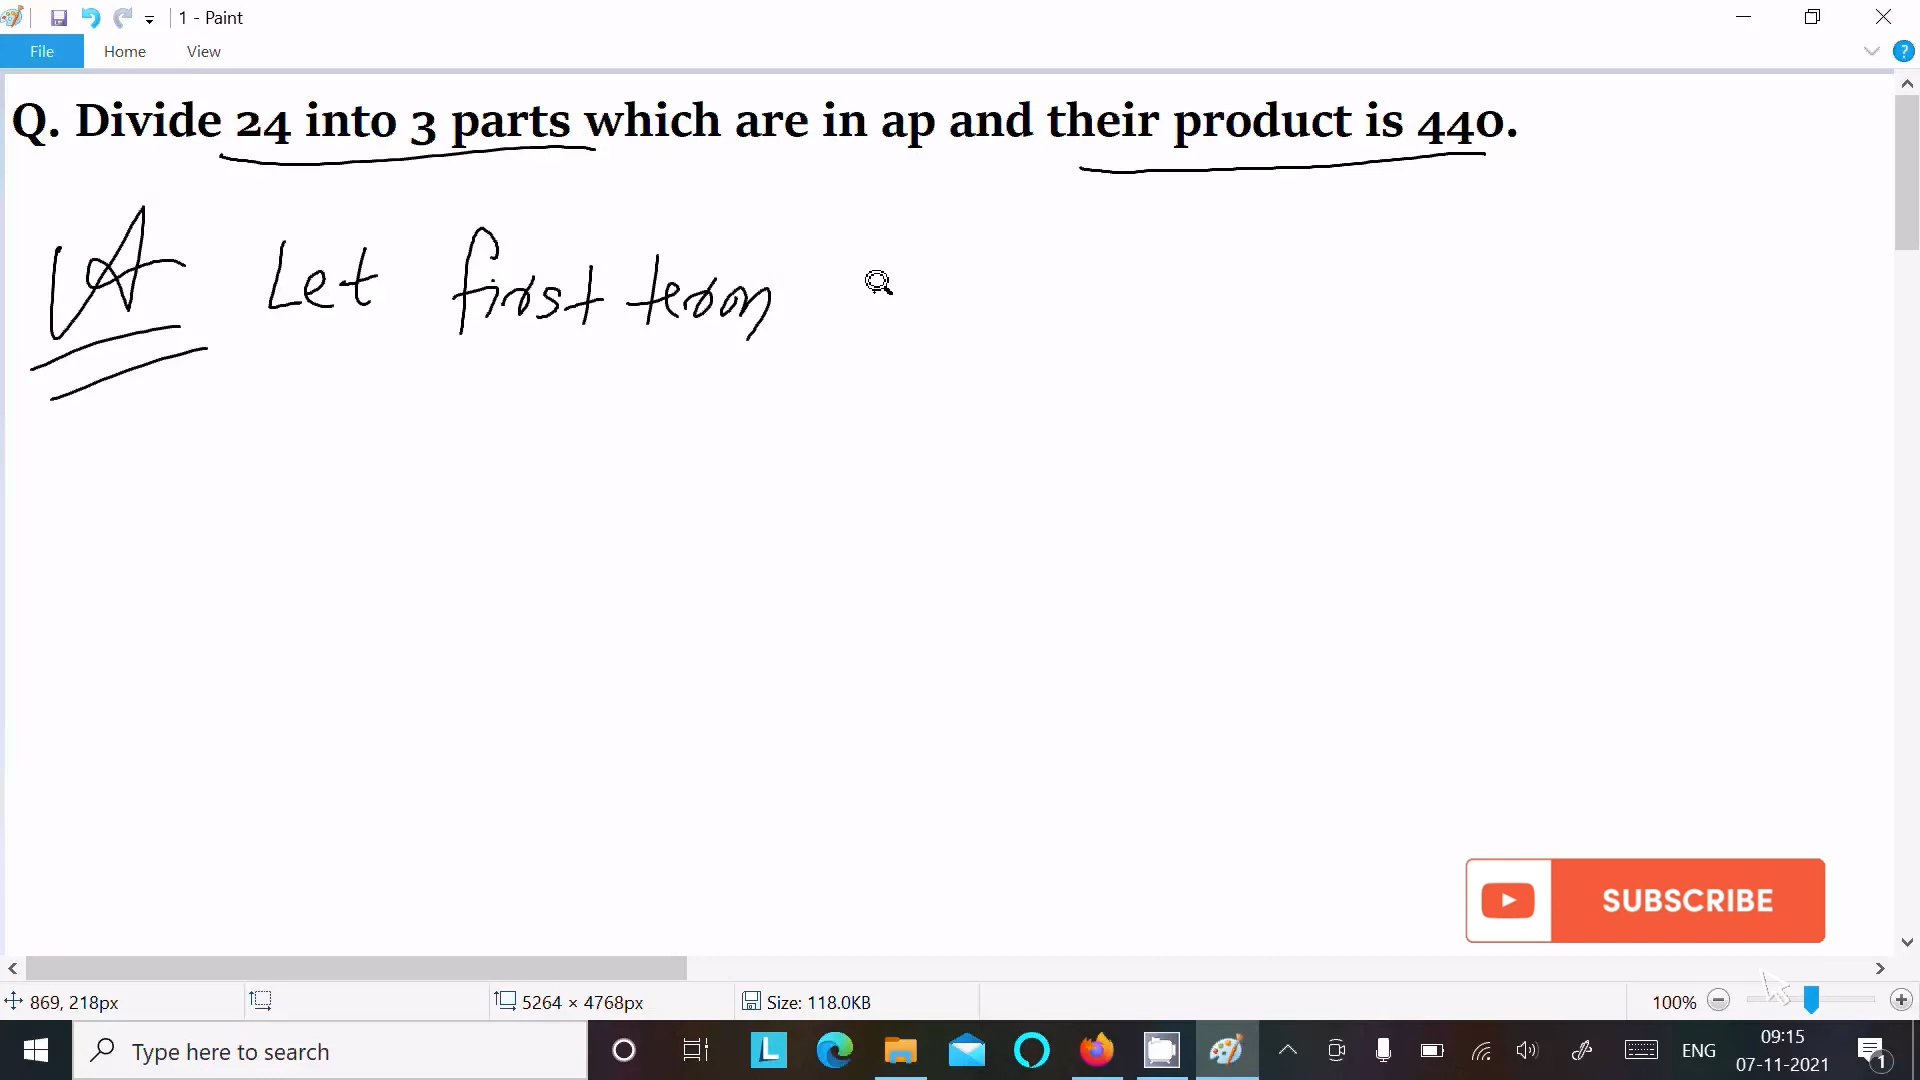 1 - Paint
File Home View
Q. Divide 24 into 3 parts which are in ap and their product is 440.
A Let first term
SUBSCRIBE
869, 218px 5264 × 4768px Size: 118.0KB 100%
Type here to search L ENG 09:15
07-11-2021 1